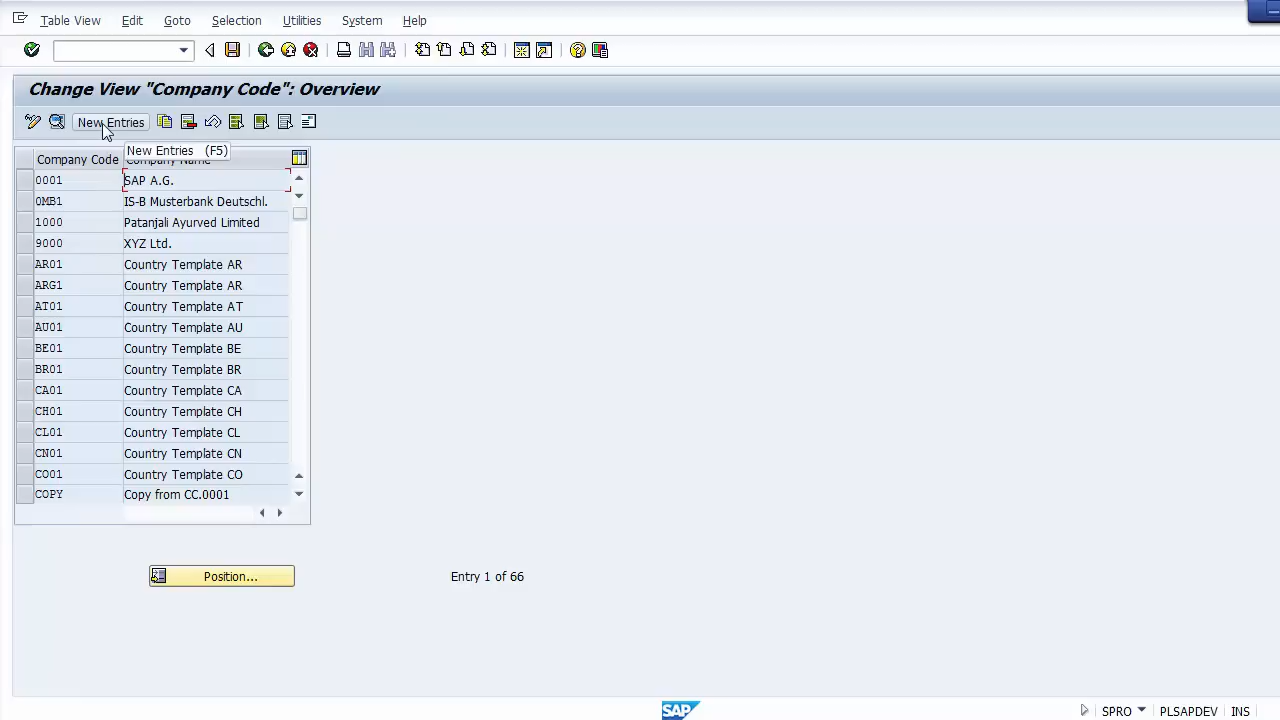 Table View Edit Goto Selection Utilities System Help
Change View "Company Code": Overview
New Entries
New Entries (F5)
Company Code Company Name
0001 SAP A.G.
0MB1 IS-B Musterbank Deutschl.
1000 Patanjali Ayurved Limited
9000 XYZ Ltd.
AR01 Country Template AR
ARG1 Country Template AR
AT01 Country Template AT
AU01 Country Template AU
BE01 Country Template BE
BR01 Country Template BR
CA01 Country Template CA
CH01 Country Template CH
CL01 Country Template CL
CN01 Country Template CN
CO01 Country Template CO
COPY Copy from CC.0001
Position... Entry 1 of 66
SAP SPRO PLSAPDEV INS